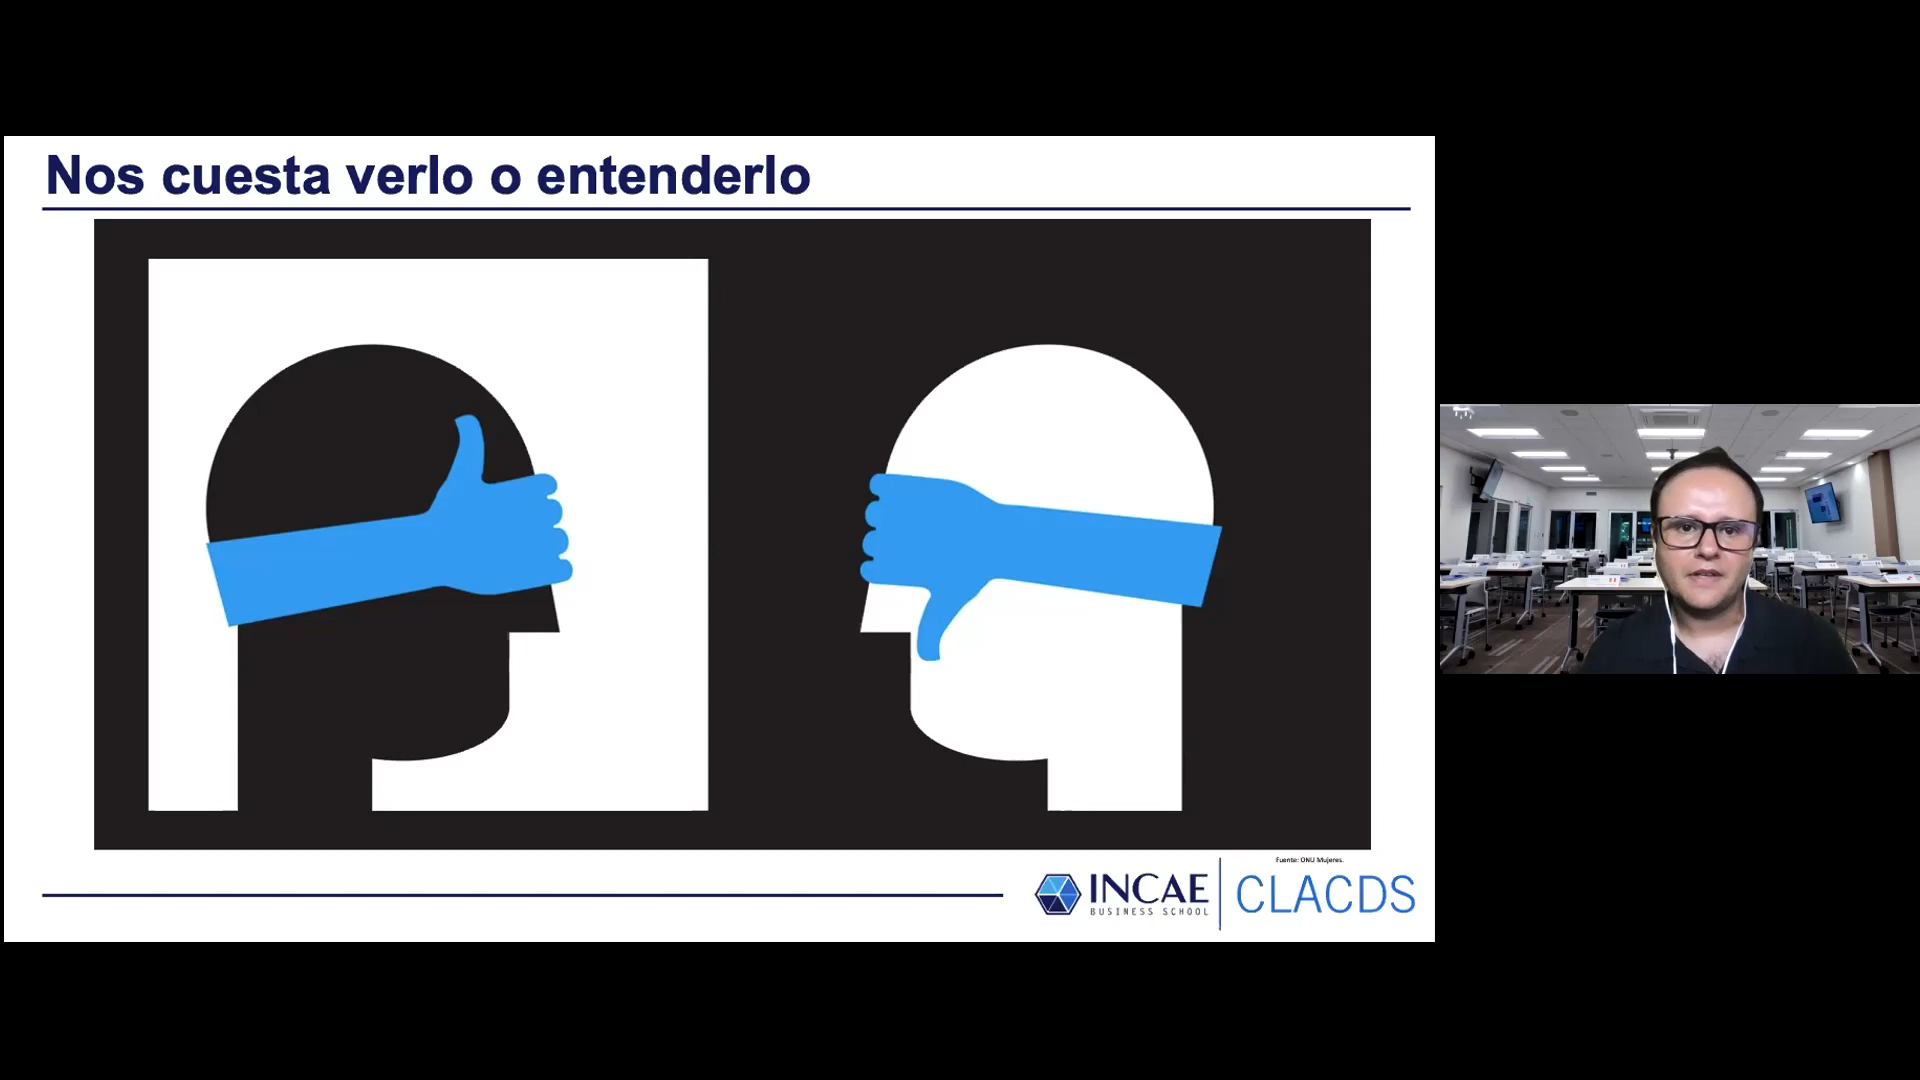 Nos cuesta verlo o entenderlo
Fuente: ONU Mujeres.
INCAE
BUSINESS SCHOOL
CLACDS